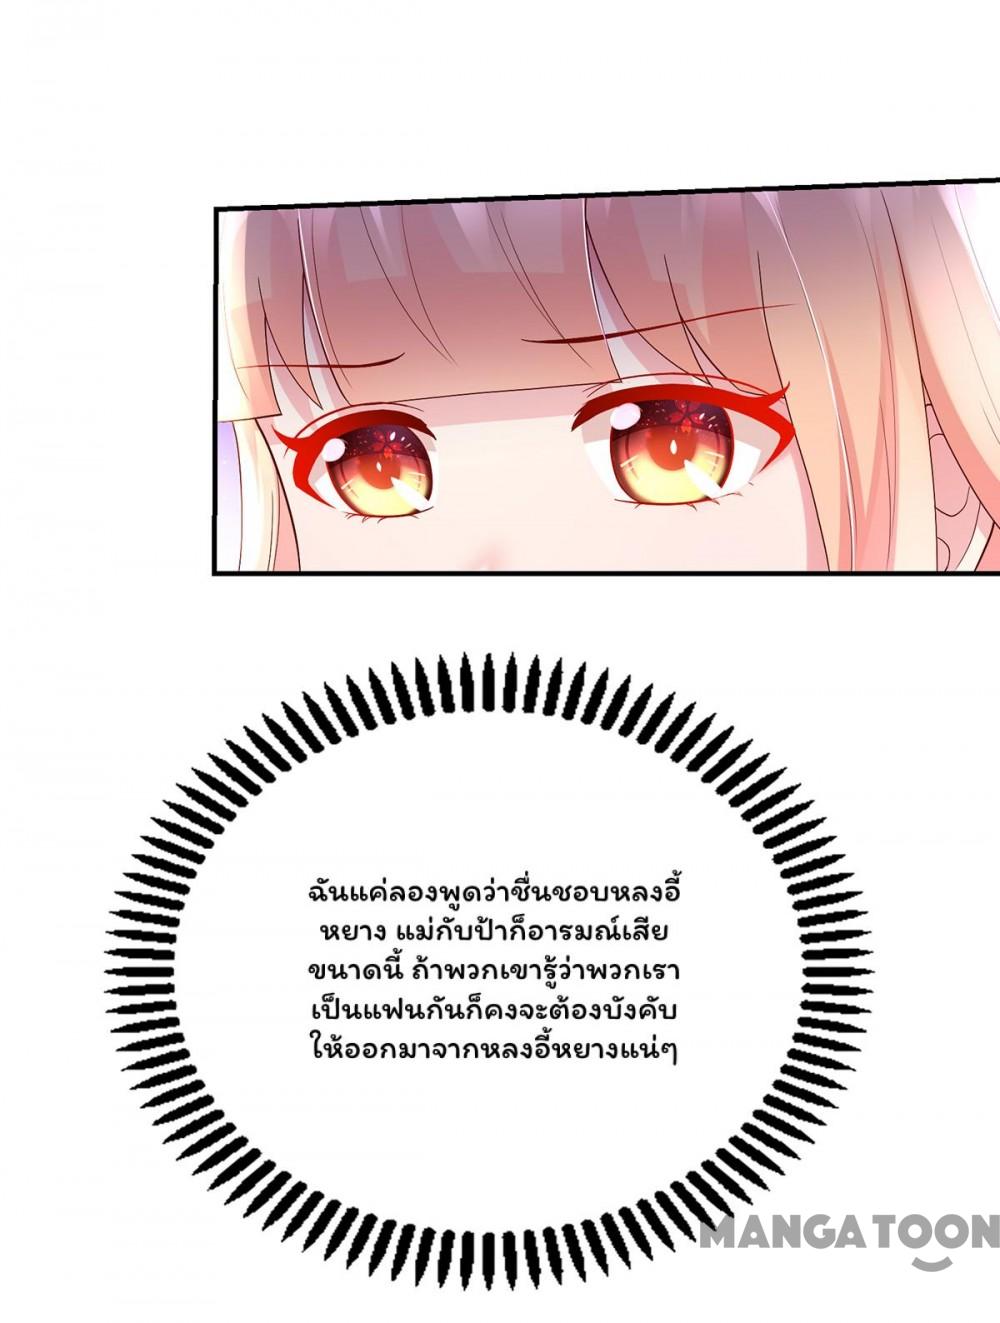 ฉันแค่ลองพูดว่าชื่นชอบหลงอี้
หยาง แม่กับป้าก็อารมณ์เสีย
ขนาดนี้ ถ้าพวกเขารู้ว่าพวกเรา
เป็นแฟนกันก็คงจะต้องบังคับ
ให้ออกมาจากหลงอี้หยางแน่ๆ
MANGA TOON